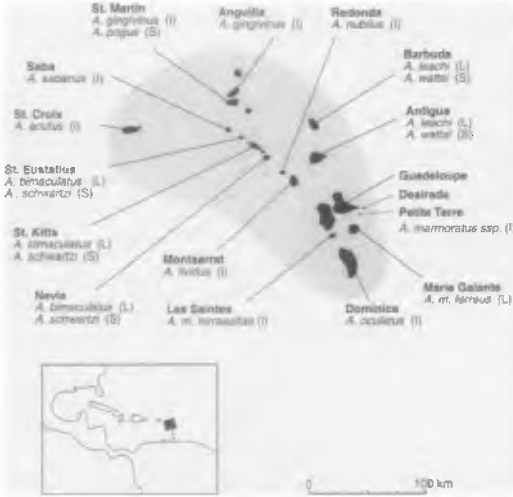 St. Martin
A. gingivinus (I)
A. pogus (S)
Anguilla
A. gingivinus (I)
Redonda
A. nubilus (I)
Saba
A. sabanus (I)
Barbuda
A. leachi (L)
A. wattsi (S)
St. Croix
A. acutus (I)
Antigua
A. leachi (L)
A. wattsi (S)
St. Eustatius
A. bimaculatus (L)
A. schwartzi (S)
Guadeloupe
Desirade
Petite Terre
A. marmoratus ssp. (I
St. Kitts
A. bimaculatus (L)
A. schwartzi (S)
Montserrat
A. lividus (I)
Marie Galante
A. m. ferreus (L)
Nevis
A. bimaculatus (L)
A. schwartzi (S)
Les Saintes
A. m. terraealtae (I)
Dominica
A. oculatus (I)
0 100 km